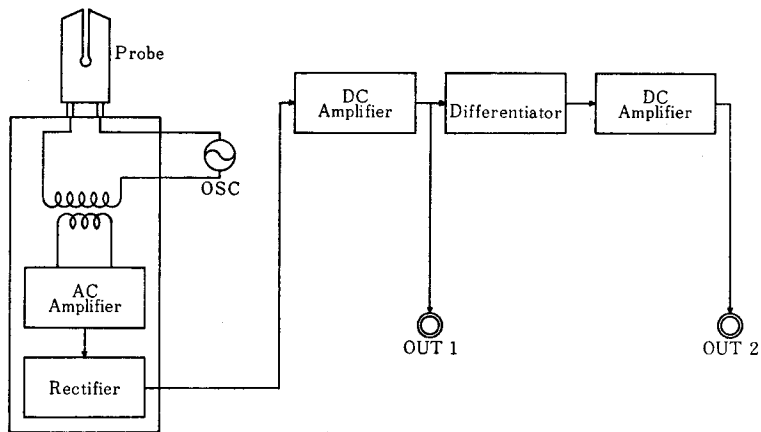 Probe
OSC
AC
Amplifier
Rectifier
DC
Amplifier
Differentiator
DC
Amplifier
OUT 1
OUT 2